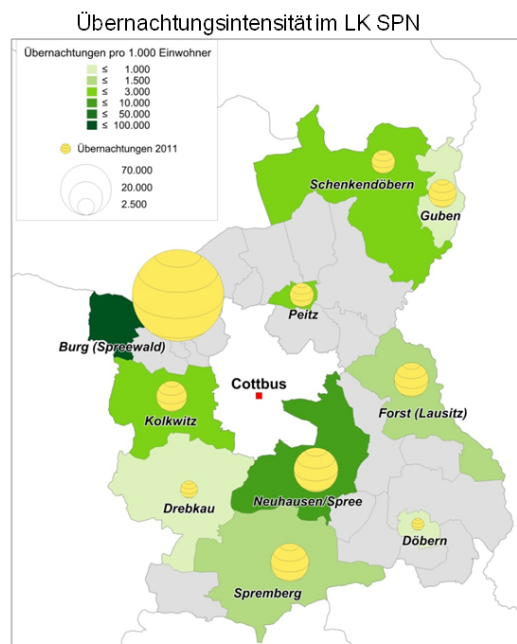 Übernachtungsintensität im LK SPN
Übernachtungen pro 1.000 Einwohner
≤ 1.000
≤ 1.500
≤ 3.000
≤ 10.000
≤ 50.000
≤ 100.000
Übernachtungen 2011
70.000
20.000
2.500
Schenkendöbern
Guben
Peitz
Burg (Spreewald)
Cottbus
Kolkwitz
Forst (Lausitz)
Neuhausen/Spree
Drebkau
Döbern
Spremberg